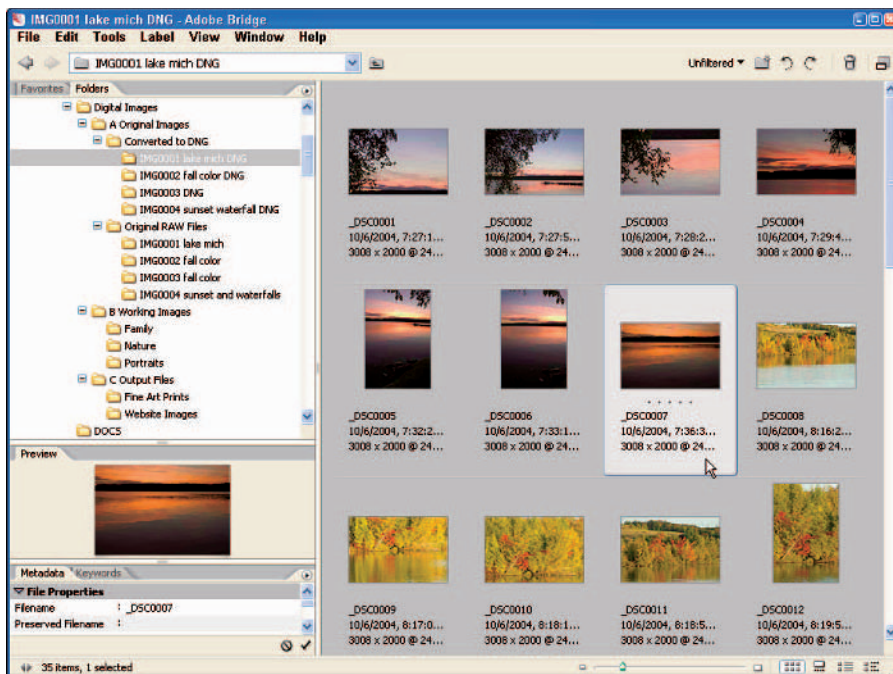 IMG0001 lake mich DNG - Adobe Bridge
File Edit Tools Label View Window Help
IMG0001 lake mich DNG
Unfiltered
Favorites Folders
Digital Images
A Original Images
Converted to DNG
IMG0001 lake mich DNG
IMG0002 fall color DNG
IMG0003 DNG
IMG0004 sunset waterfall DNG
Original RAW Files
IMG0001 lake mich
IMG0002 fall color
IMG0003 fall color
IMG0004 sunset and waterfalls
B Working Images
Family
Nature
Portraits
C Output Files
Fine Art Prints
Website Images
DOCS
Preview
Metadata Keywords
File Properties
Filename : _DSC0007
Preserved Filename :
35 items, 1 selected
_DSC0001 _DSC0002 _DSC0003 _DSC0004
10/6/2004, 7:27:1... 10/6/2004, 7:27:5... 10/6/2004, 7:28:2... 10/6/2004, 7:29:4...
3008 x 2000 @ 24... 3008 x 2000 @ 24... 3008 x 2000 @ 24... 3008 x 2000 @ 24...
_DSC0005 _DSC0006 _DSC0007 _DSC0008
10/6/2004, 7:32:2... 10/6/2004, 7:33:1... 10/6/2004, 7:36:3... 10/6/2004, 8:16:2...
3008 x 2000 @ 24... 3008 x 2000 @ 24... 3008 x 2000 @ 24... 3008 x 2000 @ 24...
_DSC0009 _DSC0010 _DSC0011 _DSC0012
10/6/2004, 8:17:0... 10/6/2004, 8:18:1... 10/6/2004, 8:18:5... 10/6/2004, 8:19:5...
3008 x 2000 @ 24... 3008 x 2000 @ 24... 3008 x 2000 @ 24... 3008 x 2000 @ 24...